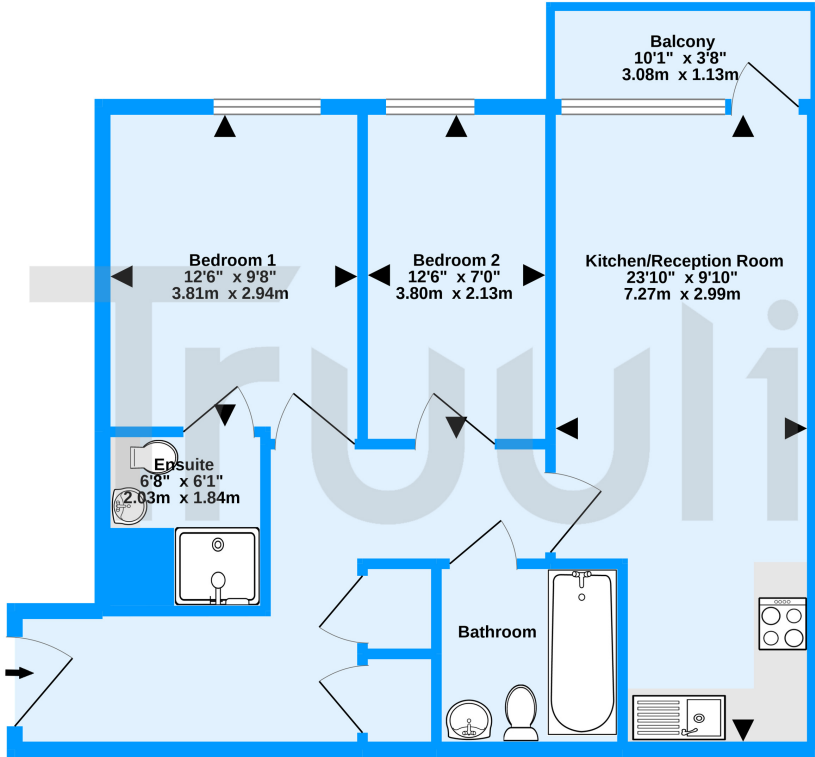 Balcony
10'1" x 3'8"
3.08m x 1.13m
Bedroom 1
12'6" x 9'8"
3.81m x 2.94m
Bedroom 2
12'6" x 7'0"
3.80m x 2.13m
Kitchen/Reception Room
23'10" x 9'10"
7.27m x 2.99m
Truuli
Ensuite
6'8" x 6'1"
2.03m x 1.84m
Bathroom